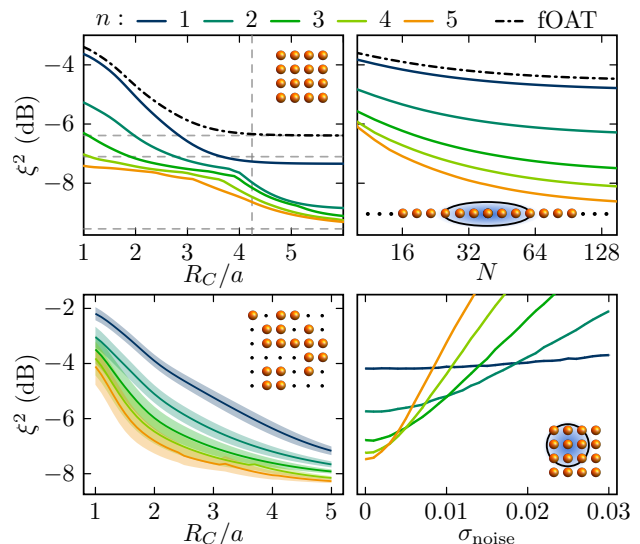 n : 1 2 3 4 5 fOAT
ξ² (dB)
−4
−6
−8
1 2 3 4 5
R_C/a
16 32 64 128
N
ξ² (dB)
−2
−4
−6
−8
1 2 3 4 5
R_C/a
0 0.01 0.02 0.03
σ_noise